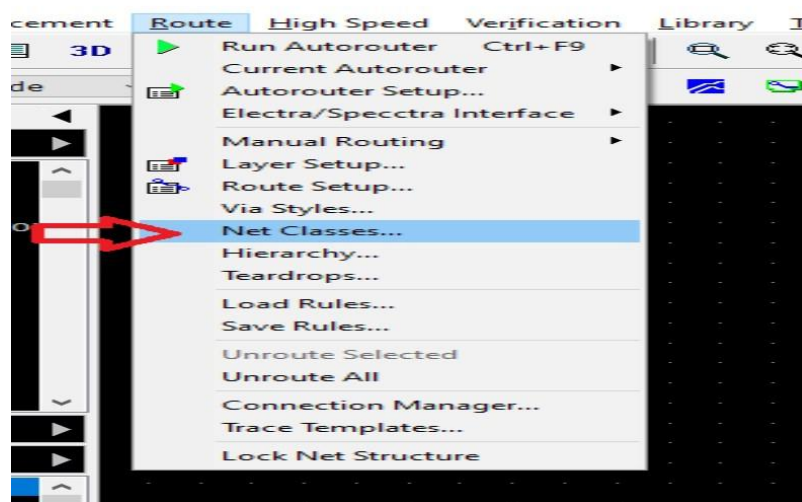 cement Route High Speed Verification Library
3D Run Autorouter Ctrl+F9
Current Autorouter
de
Autorouter Setup...
Electra/Specctra Interface
Manual Routing
Layer Setup...
Route Setup...
Via Styles...
Net Classes...
Hierarchy...
Teardrops...
Load Rules...
Save Rules...
Unroute Selected
Unroute All
Connection Manager...
Trace Templates...
Lock Net Structure